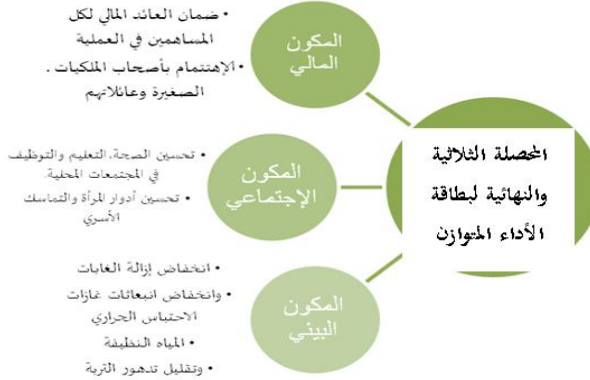 المحصلة الثلاثية
والنهائية لبطاقة
الأداء المتوازن
المكون
المالي
• ضمان العائد المالي لكل
المساهمين في العملية
• الإهتتمام بأصحاب الملكيات .
الصغيرة وعائلاتهم
المكون
الإجتماعي
• تحسين الصحة، التعليم والتوظيف
في المجتمعات المحلية.
• تحسين أدوار المرأة والتماسك
الأسري
المكون
البيئي
• انخفاض إزالة الغابات
• وانخفاض انبعاثات غازات
الاحتباس الحراري
• المياه النظيفة
• وتقليل تدهور التربة